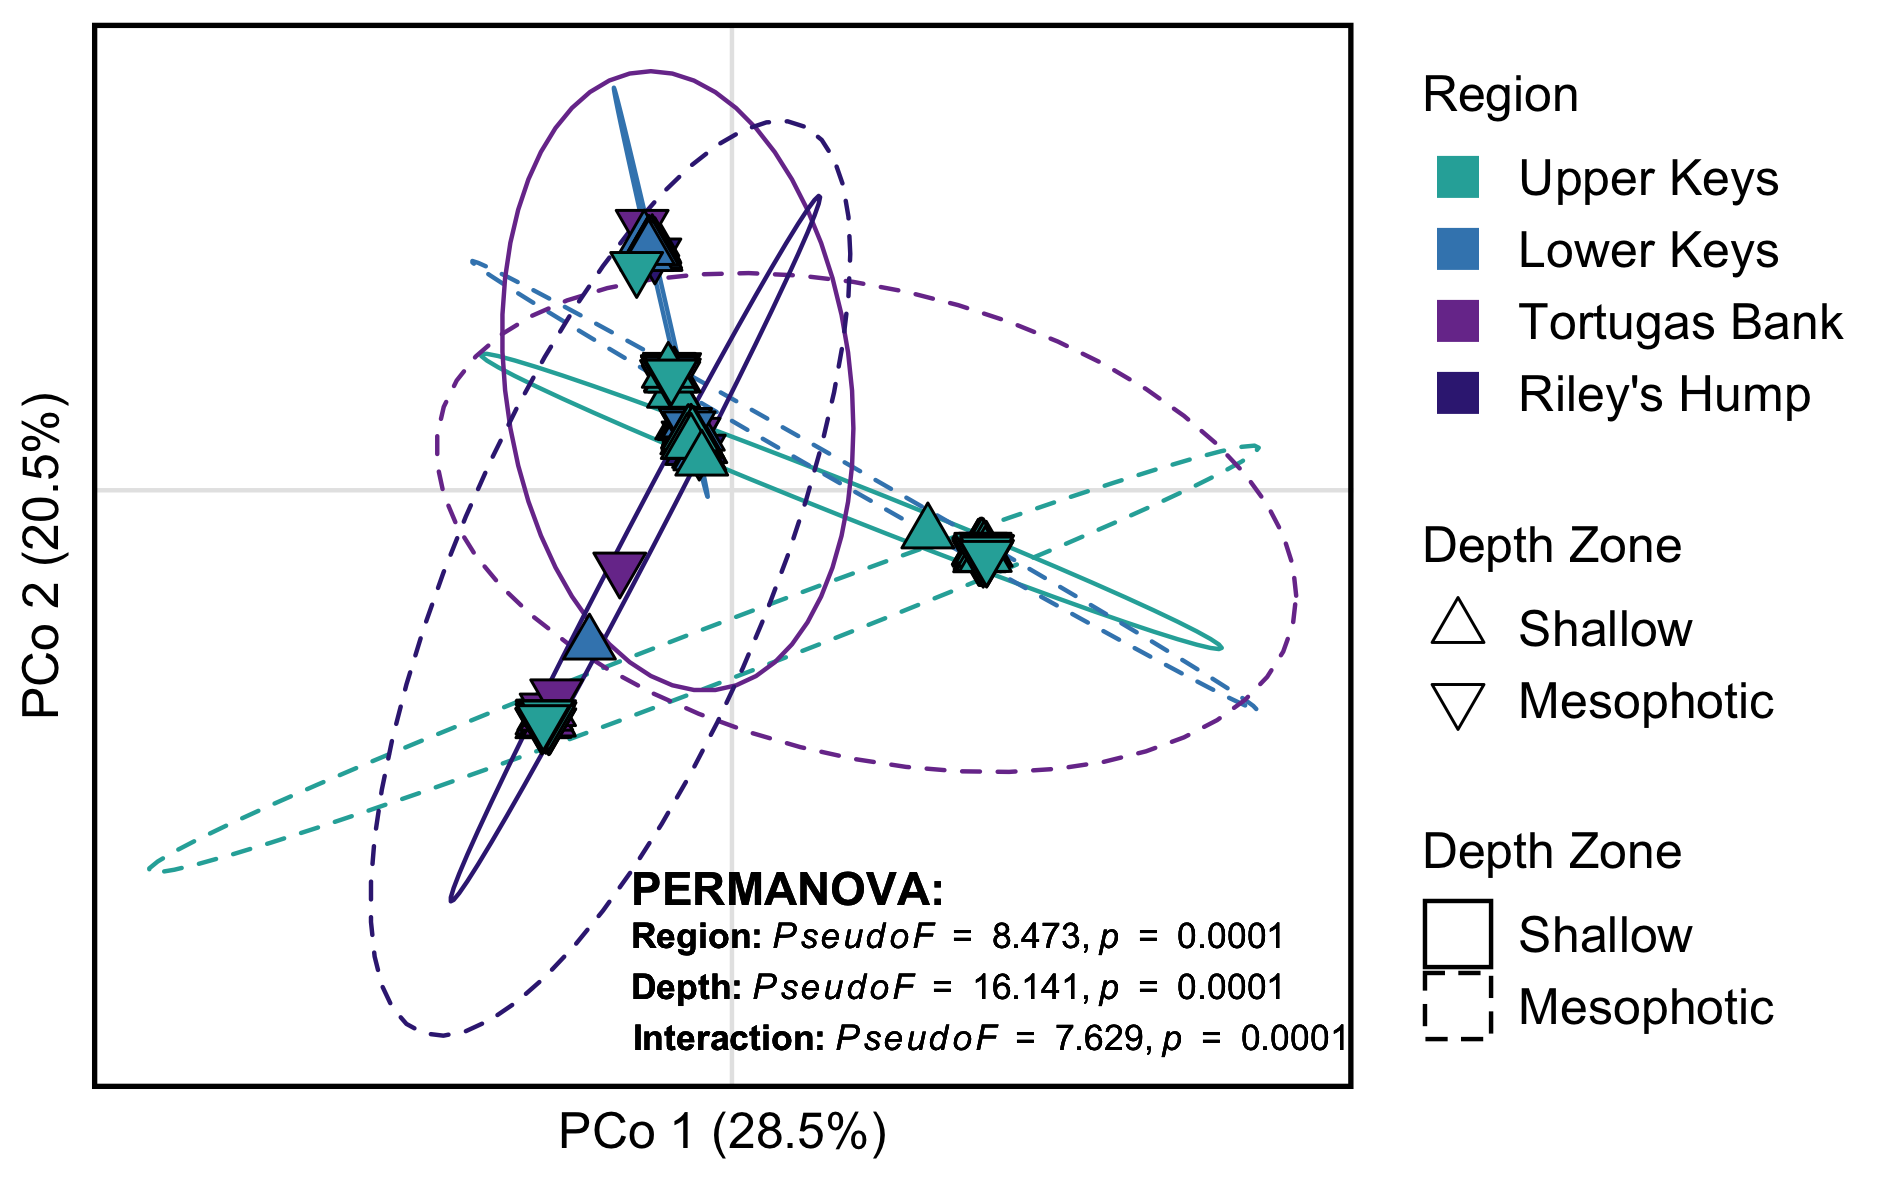 PCo 2 (20.5%)
PCo 1 (28.5%)
PERMANOVA:
Region: PseudoF = 8.473, p = 0.0001
Depth: PseudoF = 16.141, p = 0.0001
Interaction: PseudoF = 7.629, p = 0.0001
Region
Upper Keys
Lower Keys
Tortugas Bank
Riley's Hump
Depth Zone
Shallow
Mesophotic
Depth Zone
Shallow
Mesophotic